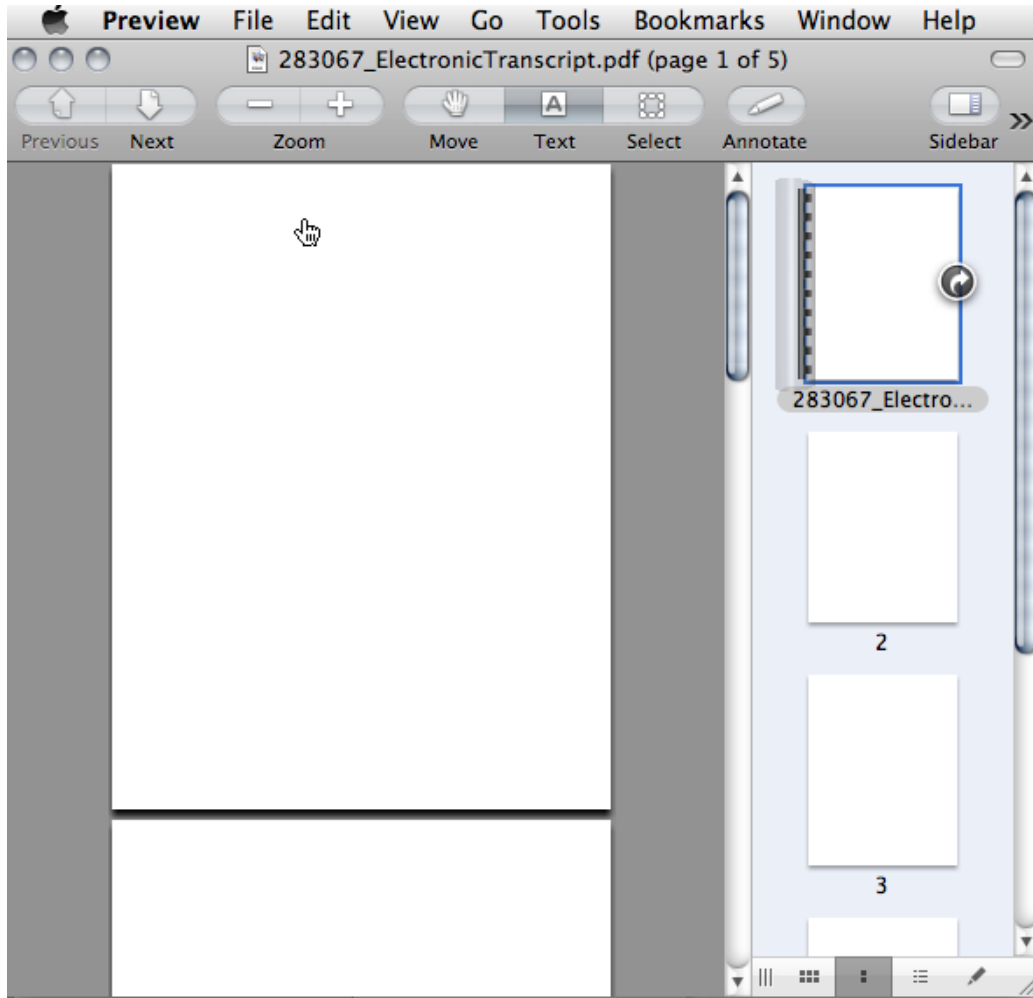 Preview File Edit View Go Tools Bookmarks Window Help
283067_ElectronicTranscript.pdf (page 1 of 5)
A
Previous Next Zoom Move Text Select Annotate Sidebar
283067_Electro...
2
3